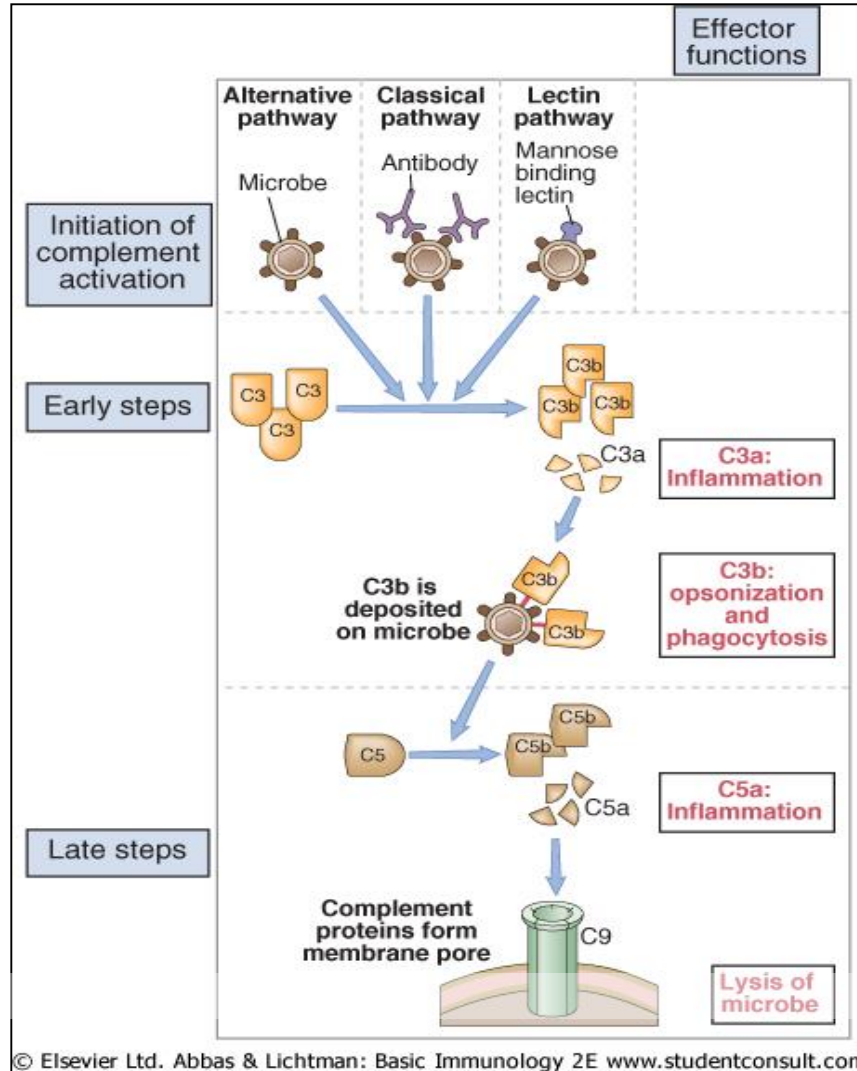 Effector
functions
Alternative
pathway
Classical
pathway
Lectin
pathway
Microbe
Antibody
Mannose
binding
lectin
Initiation of
complement
activation
Early steps
C3
C3
C3
C3b
C3b
C3b
C3a
C3a:
Inflammation
C3b is
deposited
on microbe
C3b
C3b
C3b:
opsonization
and
phagocytosis
C5
C5b
C5b
C5a
C5a:
Inflammation
Late steps
Complement
proteins form
membrane pore
C9
Lysis of
microbe
© Elsevier Ltd. Abbas & Lichtman: Basic Immunology 2E www.studentconsult.con